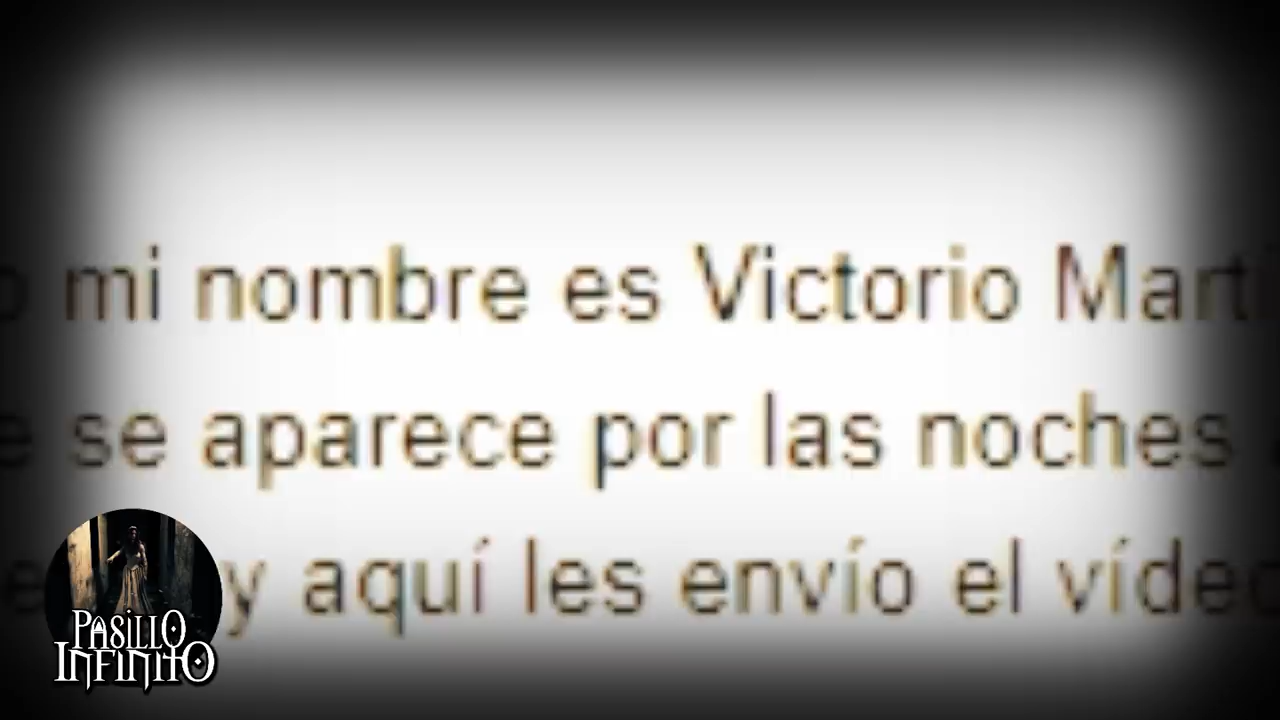 mi nombre es Victorio
se aparece por las noches
y aquí les envío el
PASILLO
INFINITO